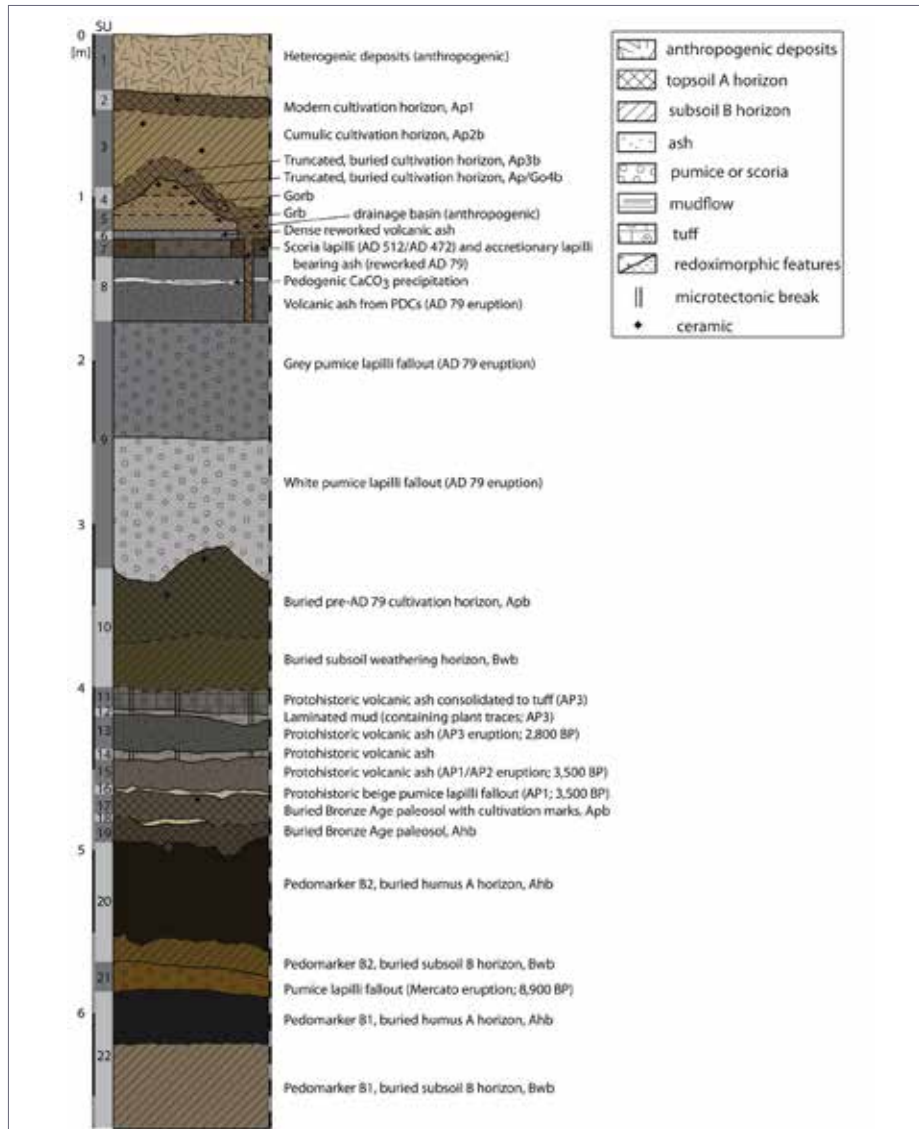 SU
0
[m]
1
2
3
4
5
6
7
8
9
10
11
12
13
14
15
16
17
18
19
20
21
22
1
2
3
4
5
6
Heterogenic deposits (anthropogenic)
Modern cultivation horizon, Ap1
Cumulic cultivation horizon, Ap2b
Truncated, buried cultivation horizon, Ap3b
Truncated, buried cultivation horizon, Ap/Go4b
Gorb
Grb
drainage basin (anthropogenic)
Dense reworked volcanic ash
Scoria lapilli (AD 512/AD 472) and accretionary lapilli
bearing ash (reworked AD 79)
Pedogenic CaCO3 precipitation
Volcanic ash from PDCs (AD 79 eruption)
Grey pumice lapilli fallout (AD 79 eruption)
White pumice lapilli fallout (AD 79 eruption)
Buried pre-AD 79 cultivation horizon, Apb
Buried subsoil weathering horizon, Bwb
Protohistoric volcanic ash consolidated to tuff (AP3)
Laminated mud (containing plant traces; AP3)
Protohistoric volcanic ash (AP3 eruption; 2,800 BP)
Protohistoric volcanic ash
Protohistoric volcanic ash (AP1/AP2 eruption; 3,500 BP)
Protohistoric beige pumice lapilli fallout (AP1; 3,500 BP)
Buried Bronze Age paleosol with cultivation marks, Apb
Buried Bronze Age paleosol, Ahb
Pedomarker B2, buried humus A horizon, Ahb
Pedomarker B2, buried subsoil B horizon, Bwb
Pumice lapilli fallout (Mercato eruption; 8,900 BP)
Pedomarker B1, buried humus A horizon, Ahb
Pedomarker B1, buried subsoil B horizon, Bwb
anthropogenic deposits
topsoil A horizon
subsoil B horizon
ash
pumice or scoria
mudflow
tuff
redoximorphic features
microtectonic break
ceramic